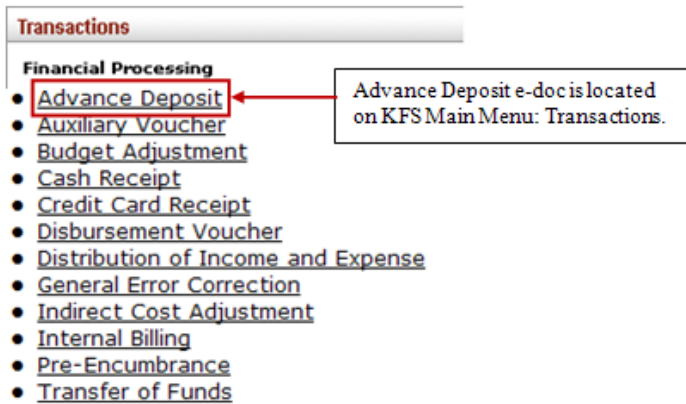 Transactions
Financial Processing
Advance Deposit
Advance Deposit e-doc is located
on KFS Main Menu: Transactions.
Auxiliary Voucher
Budget Adjustment
Cash Receipt
Credit Card Receipt
Disbursement Voucher
Distribution of Income and Expense
General Error Correction
Indirect Cost Adjustment
Internal Billing
Pre-Encumbrance
Transfer of Funds